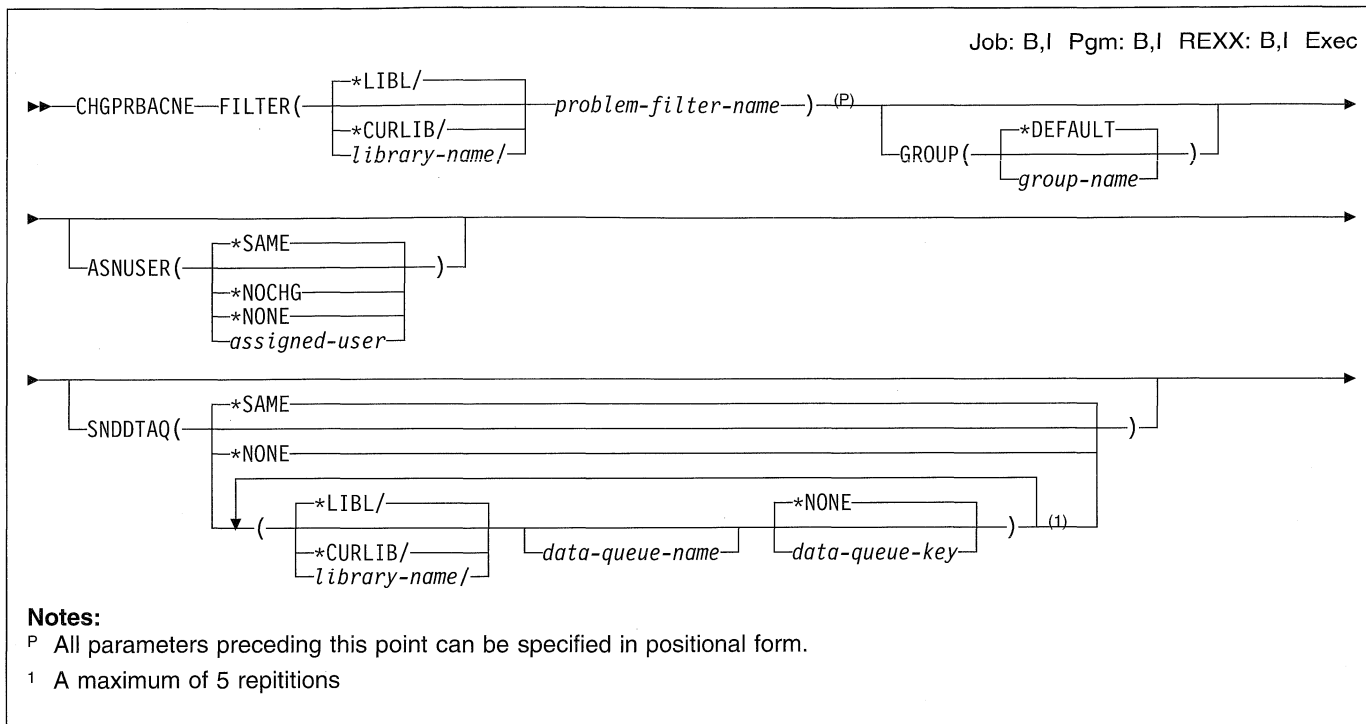 Job: B,I Pgm: B,I REXX: B,I Exec
*LIBL/
CHGPRBACNE FILTER( problem-filter-name ) (P)
*CURLIB/
library-name/
*DEFAULT
GROUP( )
group-name
*SAME
ASNUSER( )
*NOCHG
*NONE
assigned-user
*SAME
SNDDTAQ( )
*NONE
*LIBL/ *NONE
( ) (1)
*CURLIB/ data-queue-name data-queue-key
library-name/
Notes:
P All parameters preceding this point can be specified in positional form.
1 A maximum of 5 repititions